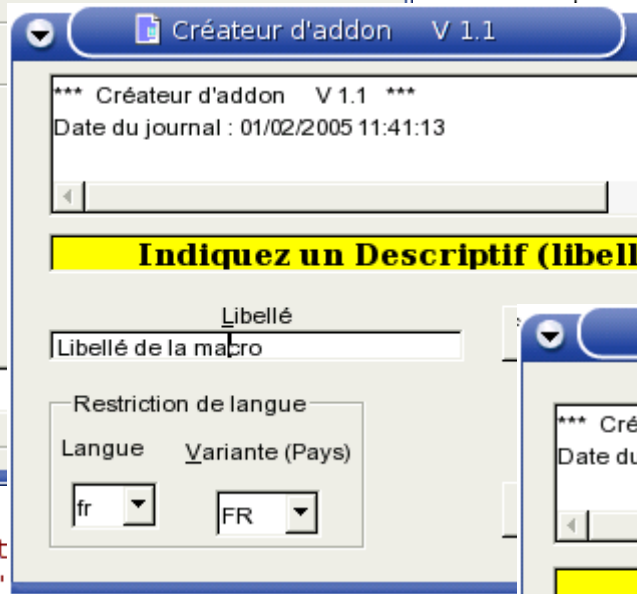 Créateur d'addon V 1.1
*** Créateur d'addon V 1.1 ***
Date du journal : 01/02/2005 11:41:13
Indiquez un Descriptif (libell
Libellé
Libellé de la macro
Restriction de langue
Langue Variante (Pays)
fr FR
*** Cré
Date du